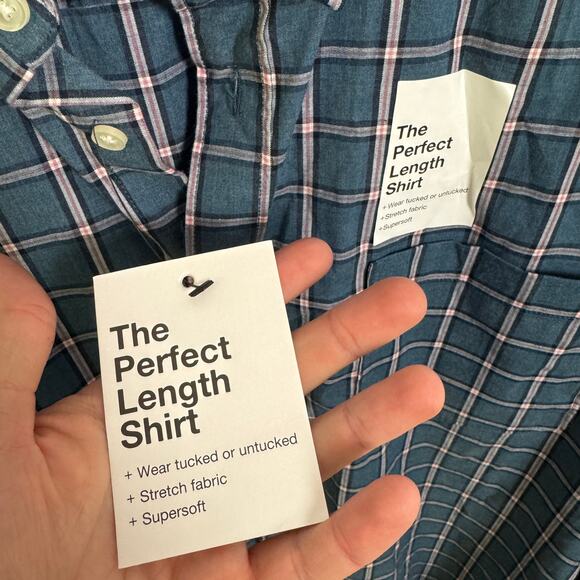 The
Perfect
Length
Shirt
+ Wear tucked or untucked
+ Stretch fabric
+ Supersoft
The
Perfect
Length
Shirt
+ Wear tucked or untucked
+ Stretch fabric
+ Supersoft